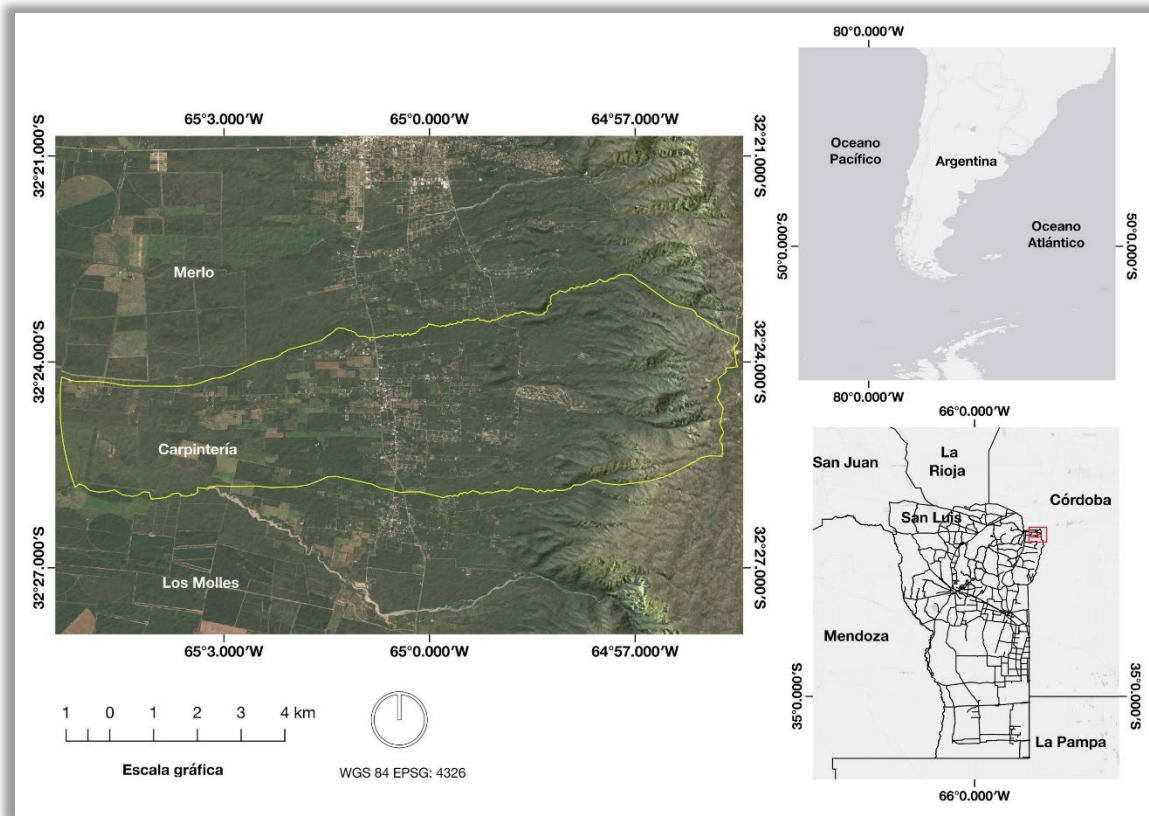 65°3.000'W
65°0.000'W
64°57.000'W
32°21.000'S
32°21.000'S
Merlo
32°24.000'S
32°24.000'S
Carpintería
32°27.000'S
32°27.000'S
Los Molles
65°3.000'W
65°0.000'W
64°57.000'W
1 0 1 2 3 4 km
Escala gráfica
WGS 84 EPSG: 4326
80°0.000'W
Oceano
Pacífico
Argentina
Oceano
Atlántico
50°0.000'S
50°0.000'S
80°0.000'W
66°0.000'W
San Juan
La
Rioja
Córdoba
San Luis
Mendoza
35°0.000'S
35°0.000'S
La Pampa
66°0.000'W